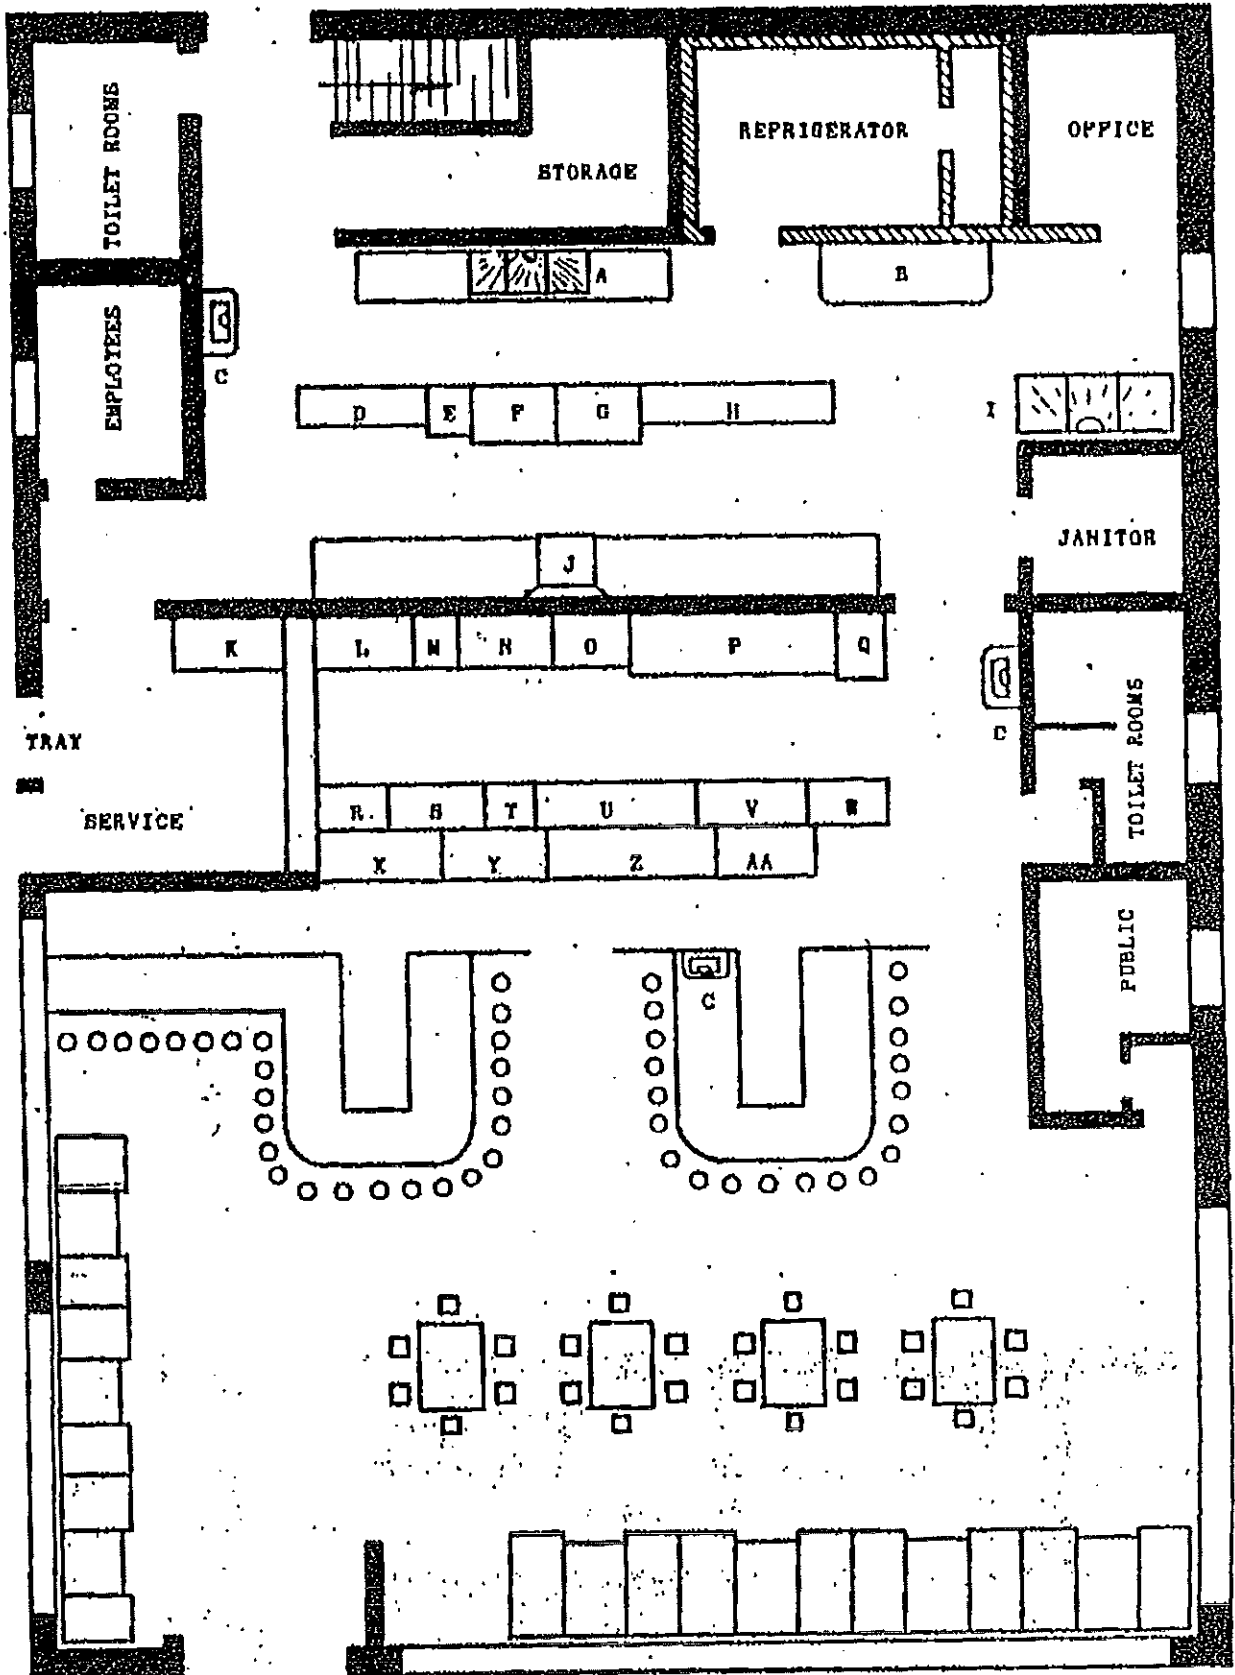 TOILET ROOMS
STORAGE
REFRIGERATOR
OFFICE
A
B
EMPLOYEES
C
D E F G H
I
J
JANITOR
K L M N O P Q
C
TOILET ROOMS
TRAY
SERVICE
R. S T U V W
X Y Z AA
PUBLIC
C